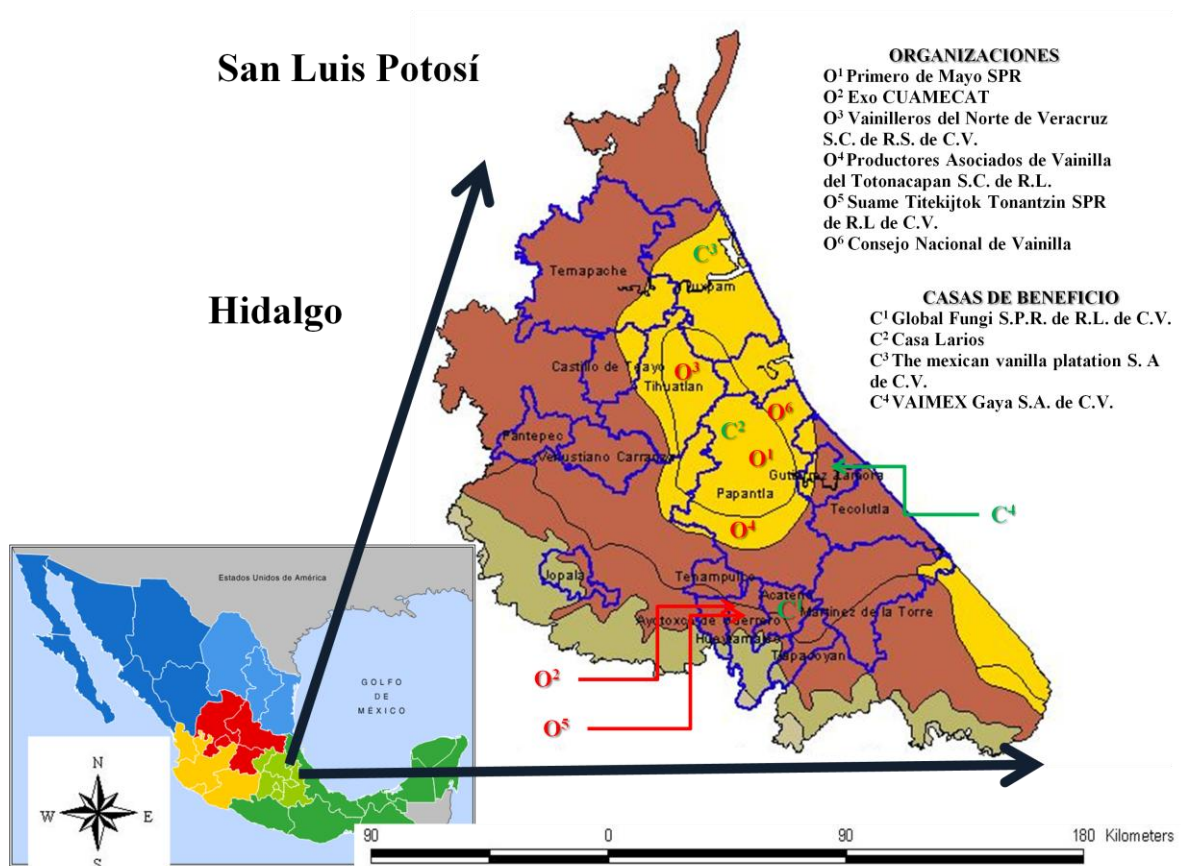 San Luis Potosí
Hidalgo
ORGANIZACIONES
O¹ Primero de Mayo SPR
O² Exo CUAMECAT
O³ Vainilleros del Norte de Veracruz
S.C. de R.S. de C.V.
O⁴ Productores Asociados de Vainilla
del Totonacapan S.C. de R.L.
O⁵ Suame Titekijtok Tonantzin SPR
de R.L de C.V.
O⁶ Consejo Nacional de Vainilla
CASAS DE BENEFICIO
C¹ Global Fungi S.P.R. de R.L. de C.V.
C² Casa Larios
C³ The mexican vanilla platation S. A
de C.V.
C⁴ VAIMEX Gaya S.A. de C.V.
C³
Temapache
Castillo de Teayo
O³
Tihuatlan
O⁶
C²
Pantepec
Venustiano Carranza
O¹
Gutierrez Zamora
Papantla
Tecolutla
C⁴
O⁴
Jopala
Tenampulco
Martinez de la Torre
Ayotoxco de Guerrero
Tlapacoyan
O²
O⁵
Estados Unidos de América
GOLFO
DE
MÉXICO
N
W
E
S
90
0
90
180 Kilometers